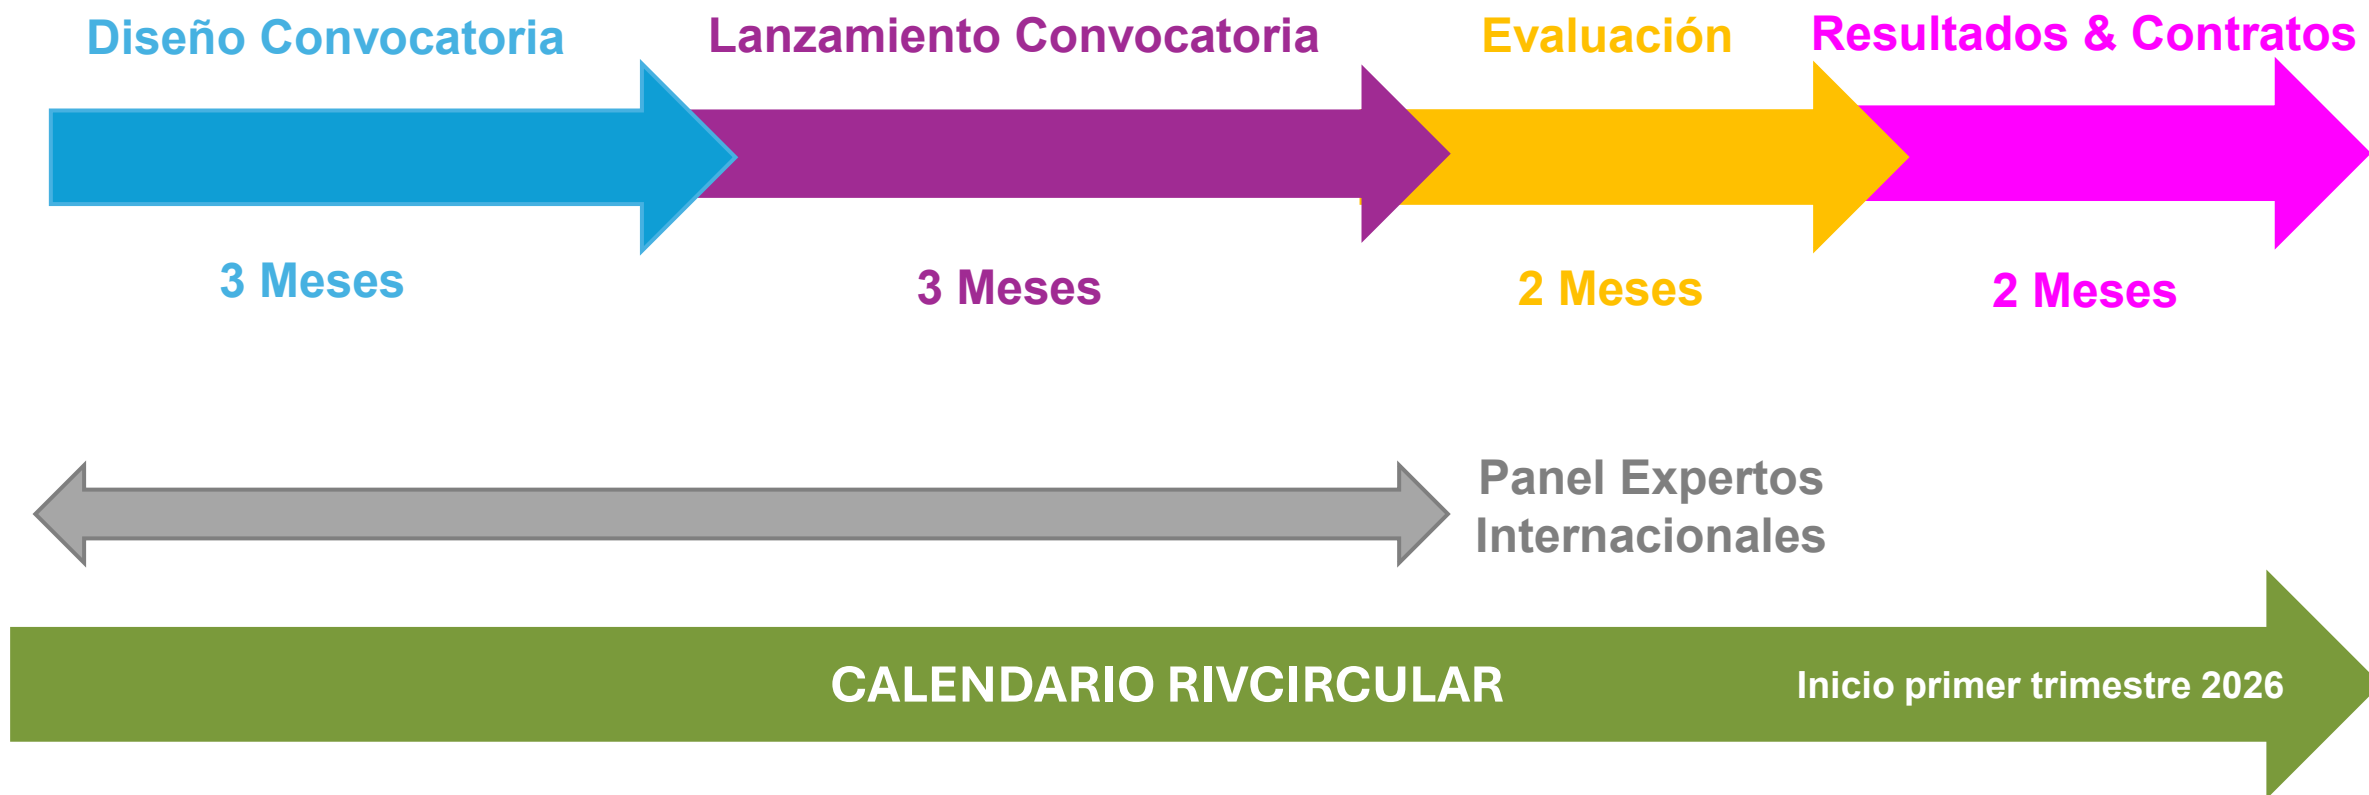 Diseño Convocatoria
Lanzamiento Convocatoria
Evaluación
Resultados & Contratos
3 Meses
3 Meses
2 Meses
2 Meses
Panel Expertos
Internacionales
CALENDARIO RIVCIRCULAR
Inicio primer trimestre 2026